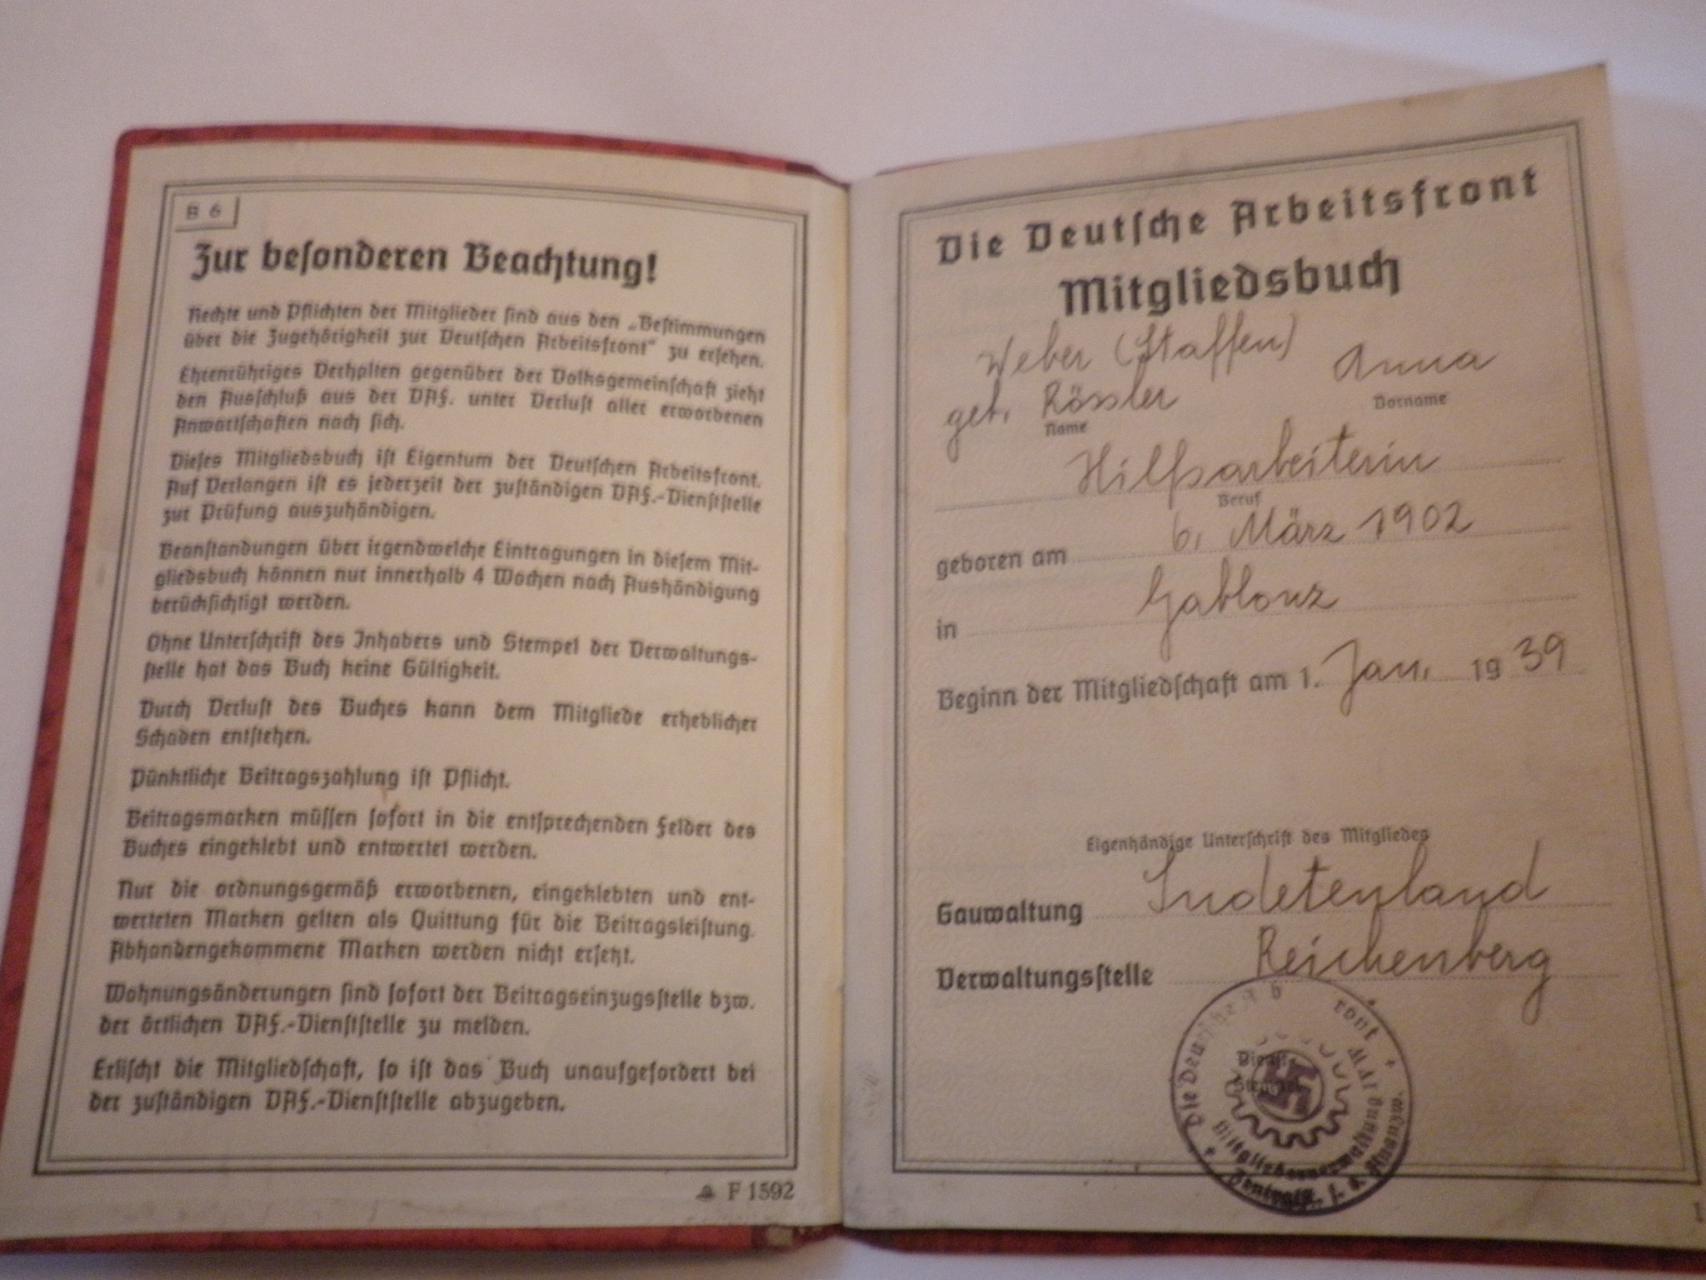 B 6
Zur besonderen Beachtung!
Rechte und Pflichten der Mitglieder sind aus den „Bestimmungen
über die Zugehörigkeit zur Deutschen Arbeitsfront“ zu ersehen.
Ehrenrühriges Verhalten gegenüber der Volksgemeinschaft zieht
den Ausschluß aus der DAF. unter Verlust aller erworbenen
Anwartschaften nach sich.
Dieses Mitgliedsbuch ist Eigentum der Deutschen Arbeitsfront.
Auf Verlangen ist es jederzeit der zuständigen DAF.-Dienststelle
zur Prüfung auszuhändigen.
Beanstandungen über irgendwelche Eintragungen in diesem Mit-
gliedsbuch können nur innerhalb 4 Wochen nach Aushändigung
berücksichtigt werden.
Ohne Unterschrift des Inhabers und Stempel der Verwaltungs-
stelle hat das Buch keine Gültigkeit.
Durch Verlust des Buches kann dem Mitgliede erheblicher
Schaden entstehen.
Pünktliche Beitragszahlung ist Pflicht.
Beitragsmarken müssen sofort in die entsprechenden Felder des
Buches eingeklebt und entwertet werden.
Nur die ordnungsgemäß erworbenen, eingeklebten und ent-
werteten Marken gelten als Quittung für die Beitragsleistung.
Abhandengekommene Marken werden nicht ersetzt.
Wohnungsänderungen sind sofort der Beitragseinzugsstelle bzw.
der örtlichen DAF.-Dienststelle zu melden.
Erlischt die Mitgliedschaft, so ist das Buch unaufgefordert bei
der zuständigen DAF.-Dienststelle abzugeben.
F 1592
Die Deutsche Arbeitsfront
Mitgliedsbuch
Weber (Staffen)
geb. Rössler Anna
Name Vorname
Hilfsarbeiterin
Beruf
geboren am 6. März 1902
in Gablonz
Beginn der Mitgliedschaft am 1. Jan. 1939
Eigenhändige Unterschrift des Mitgliedes
Gauwaltung Sudetenland
Verwaltungsstelle Reichenberg
Die Deutsche Arb ront
Dienst-
Stempel
Mitgliederverwaltung